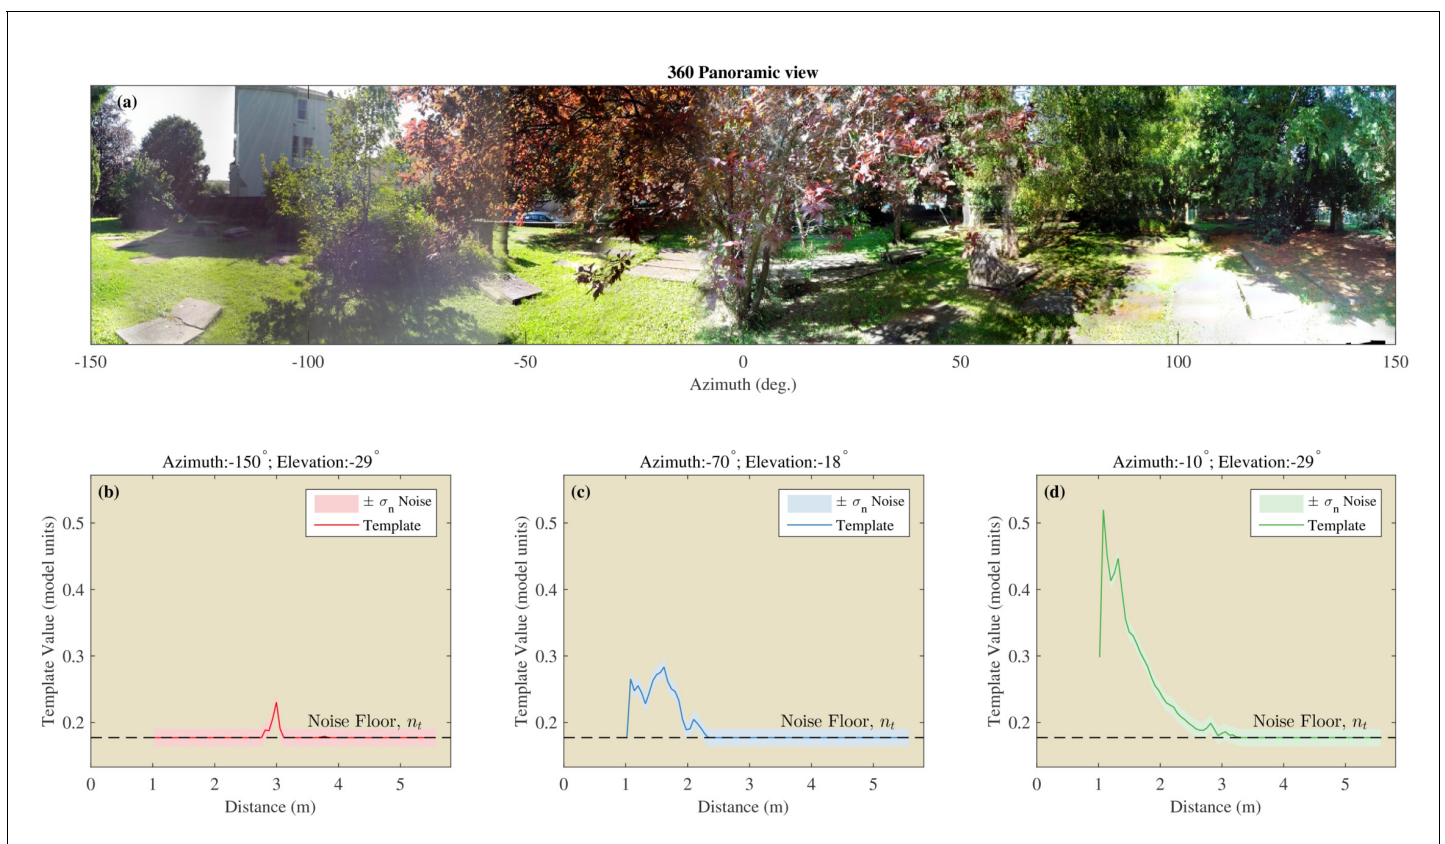 360 Panoramic view
(a)
-150 -100 -50 0 50 100 150
Azimuth (deg.)
Azimuth:-150°; Elevation:-29°
(b)
± σn Noise
Template
Template Value (model units)
0.5
0.4
0.3
0.2
Noise Floor, nt
0 1 2 3 4 5
Distance (m)
Azimuth:-70°; Elevation:-18°
(c)
± σn Noise
Template
Template Value (model units)
0.5
0.4
0.3
0.2
Noise Floor, nt
0 1 2 3 4 5
Distance (m)
Azimuth:-10°; Elevation:-29°
(d)
± σn Noise
Template
Template Value (model units)
0.5
0.4
0.3
0.2
Noise Floor, nt
0 1 2 3 4 5
Distance (m)